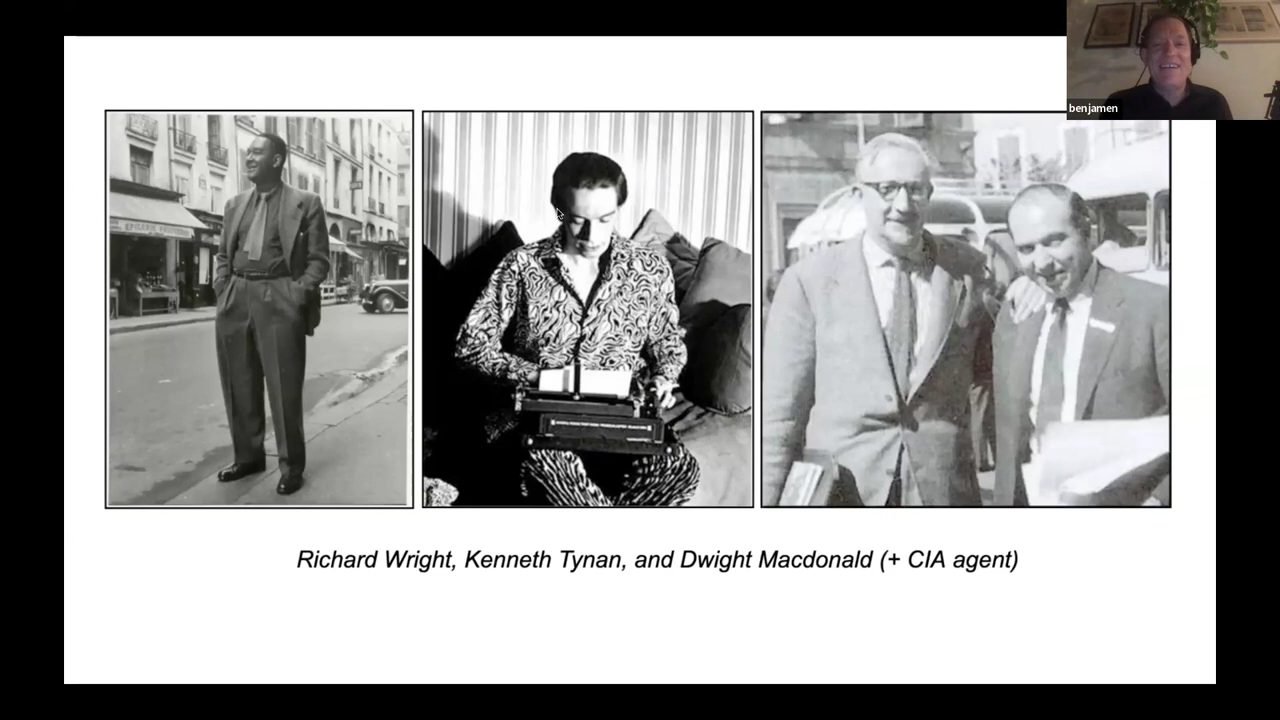 benjamen
Richard Wright, Kenneth Tynan, and Dwight Macdonald (+ CIA agent)